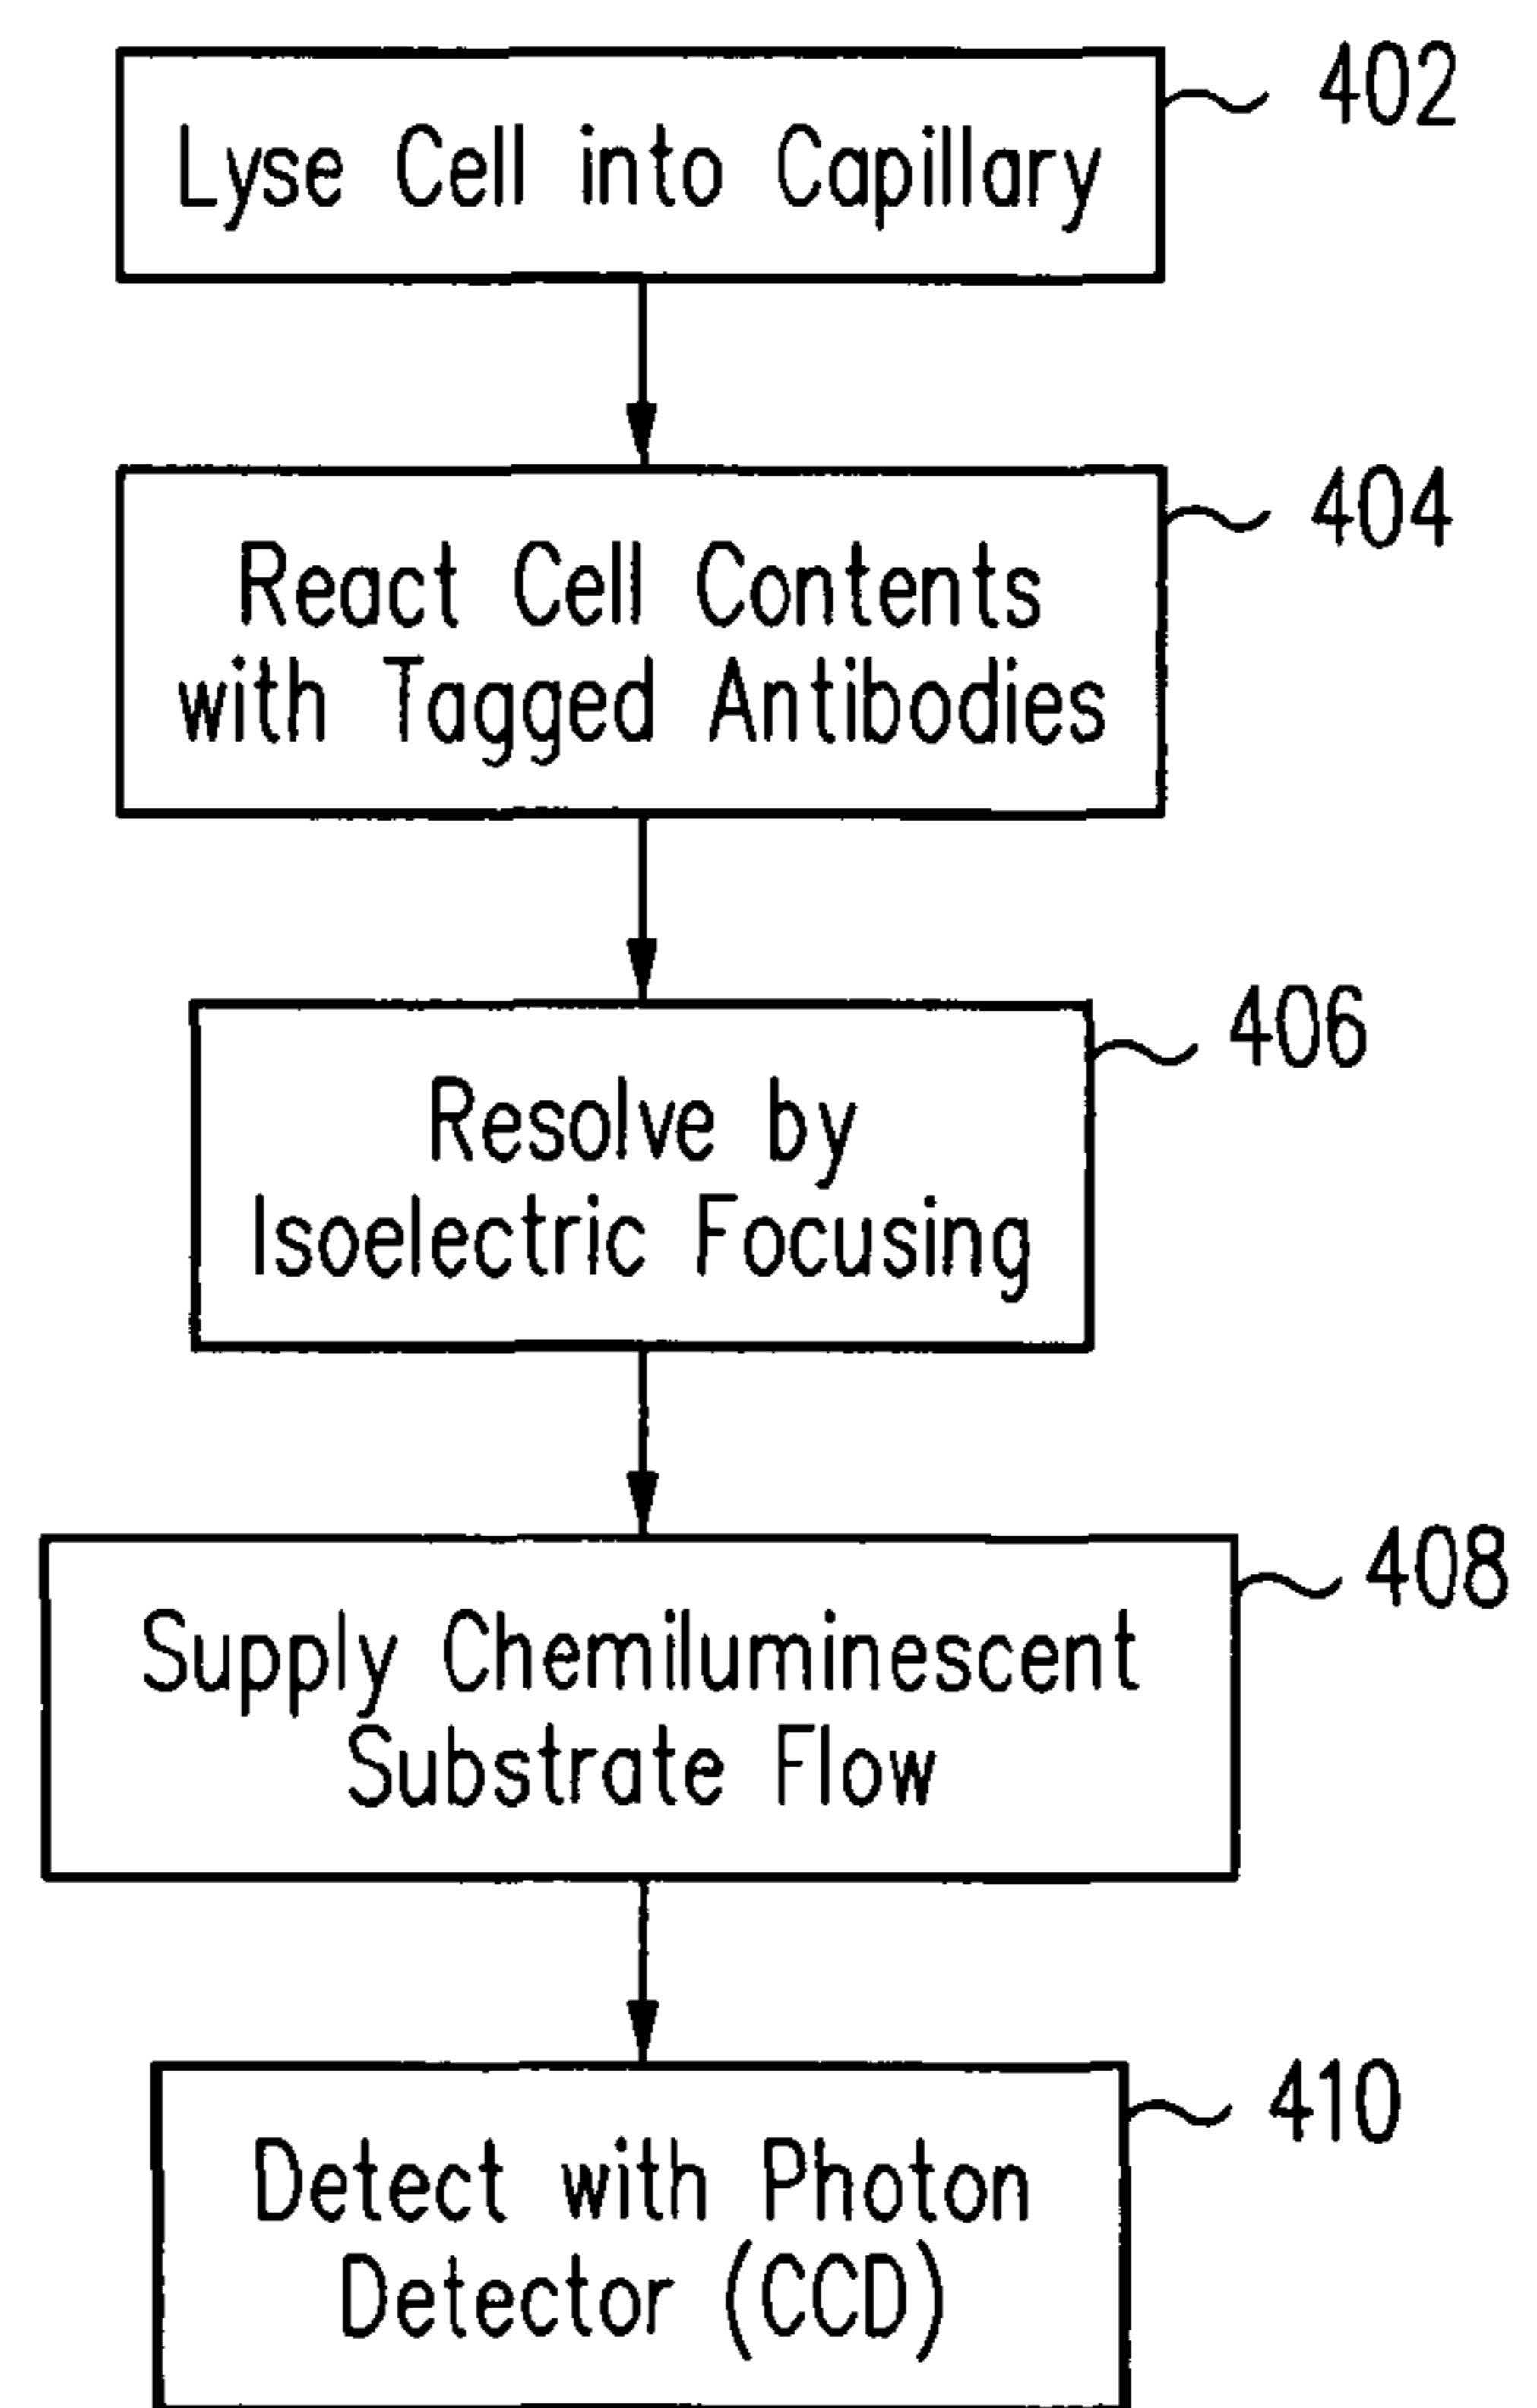 Lyse Cell into Capillary
402
React Cell Contents
with Tagged Antibodies
404
Resolve by
Isoelectric Focusing
406
Supply Chemiluminescent
Substrate Flow
408
Detect with Photon
Detector (CCD)
410